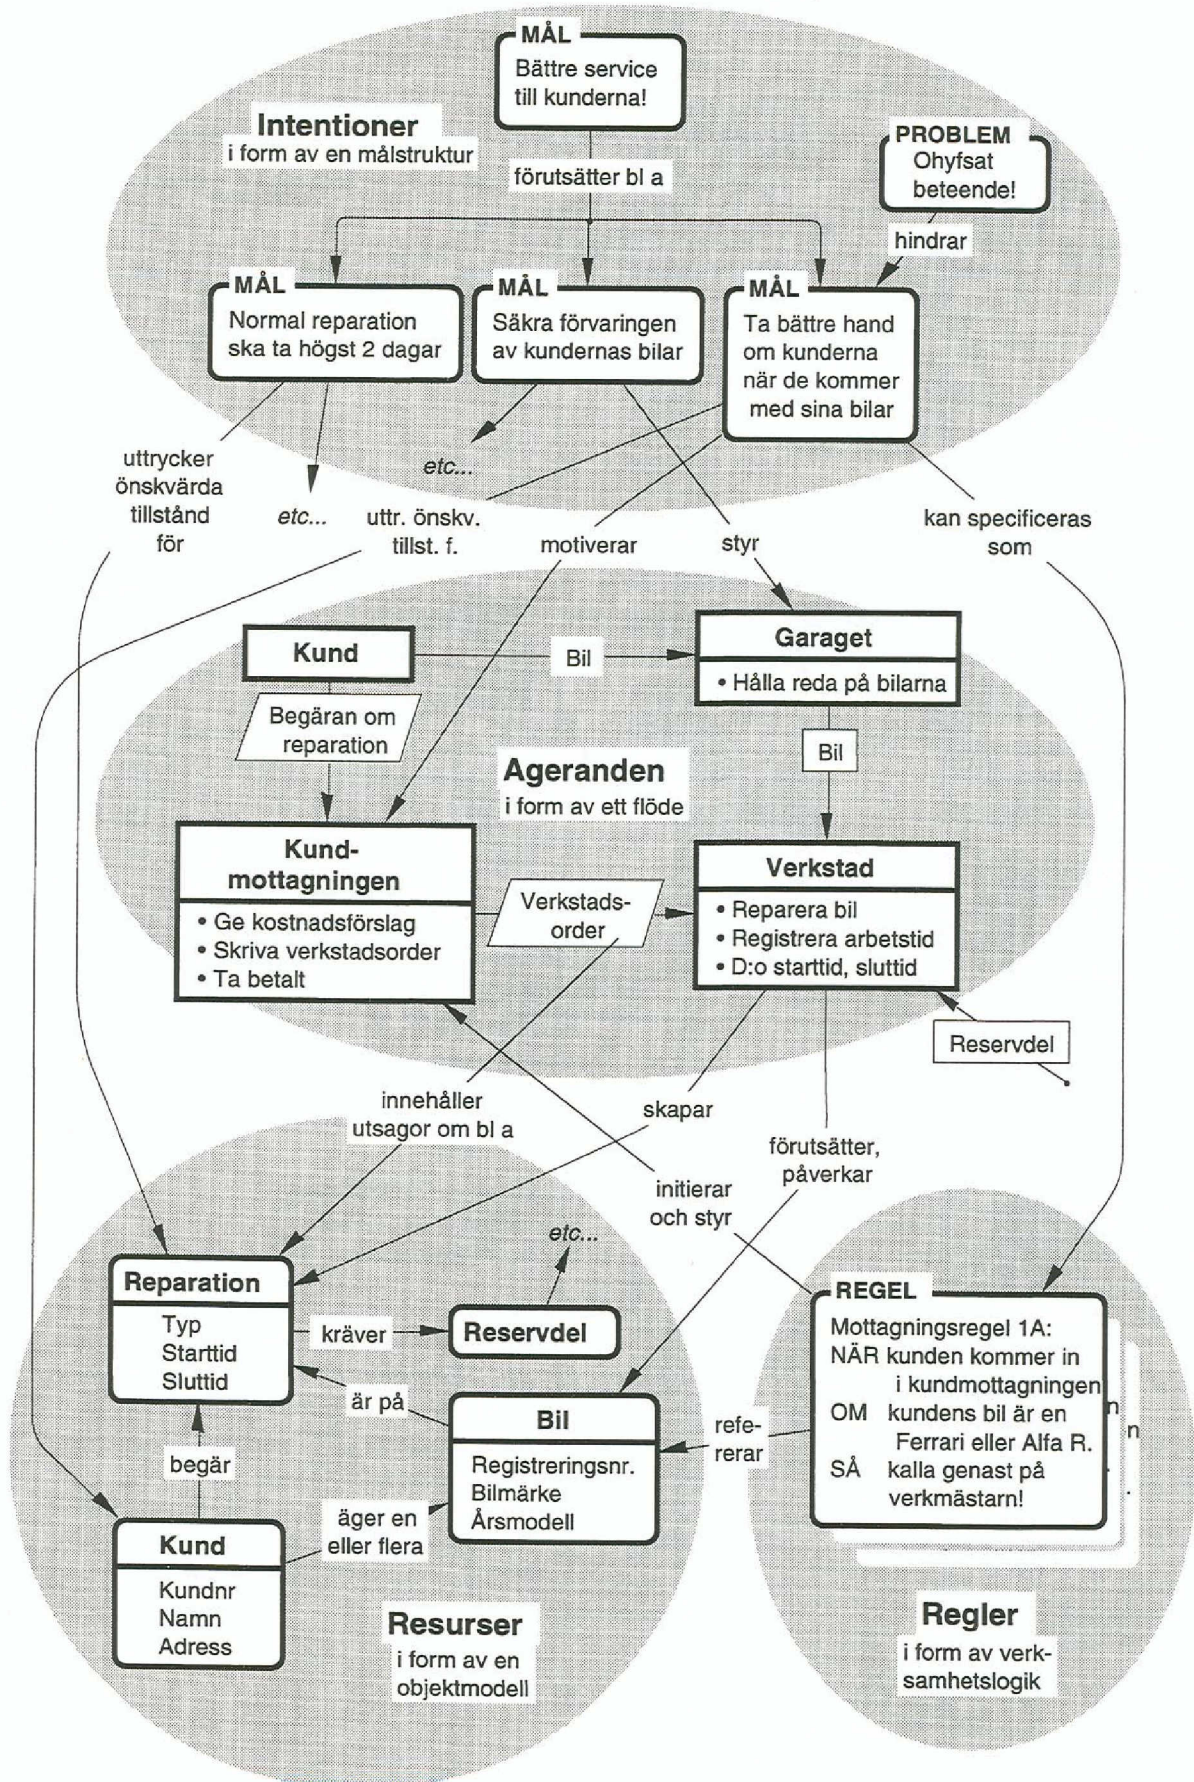 MÅL
Bättre service
till kunderna!
Intentioner
i form av en målstruktur
PROBLEM
Ohyfsat
beteende!
förutsätter bl a
hindrar
MÅL
Normal reparation
ska ta högst 2 dagar
MÅL
Säkra förvaringen
av kundernas bilar
MÅL
Ta bättre hand
om kunderna
när de kommer
med sina bilar
uttrycker
önskvärda
tillstånd
för
etc...
etc...
uttr. önskv.
tillst. f.
motiverar
styr
kan specificeras
som
Kund
Bil
Garaget
• Hålla reda på bilarna
Begäran om
reparation
Bil
Ageranden
i form av ett flöde
Kund-
mottagningen
• Ge kostnadsförslag
• Skriva verkstadsorder
• Ta betalt
Verkstads-
order
Verkstad
• Reparera bil
• Registrera arbetstid
• D:o starttid, sluttid
Reservdel
innehåller
utsagor om bl a
skapar
förutsätter,
påverkar
initierar
och styr
etc...
Reparation
Typ
Starttid
Sluttid
kräver
Reservdel
är på
Bil
Registreringsnr.
Bilmärke
Årsmodell
begär
äger en
eller flera
Kund
Kundnr
Namn
Adress
refe-
rerar
REGEL
Mottagningsregel 1A:
NÄR kunden kommer in
i kundmottagningen
OM kundens bil är en
Ferrari eller Alfa R.
SÅ kalla genast på
verkmästarn!
n
n
.
.
Resurser
i form av en
objektmodell
Regler
i form av verk-
samhetslogik